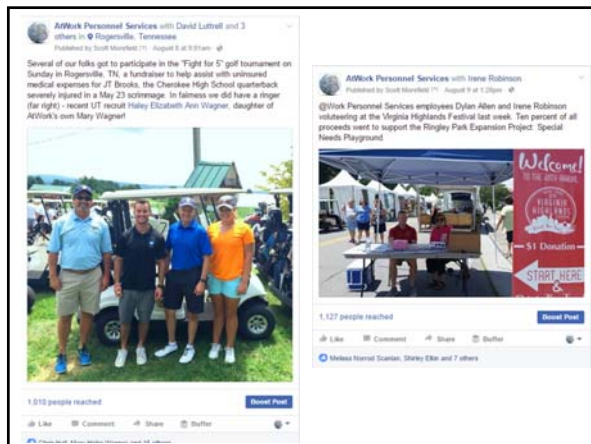 AtWork Personnel Services with David Luttrell and 3
others in Rogersville, Tennessee
Published by Scott Morefield [?] · August 8 at 9:01am ·
Several of our folks got to participate in the "Fight for 5" golf tournament on
Sunday in Rogersville, TN, a fundraiser to help assist with uninsured
medical expenses for JT Brooks, the Cherokee High School quarterback
severely injured in a May 23 scrimmage. In fairness we did have a ringer
(far right) - recent UT recruit Haley Elizabeth Ann Wagner, daughter of
AtWork's own Mary Wagner!
1,010 people reached
Boost Post
Like Comment Share Buffer
AtWork Personnel Services with Irene Robinson
Published by Scott Morefield [?] · August 9 at 1:28pm ·
@Work Personnel Services employees Dylan Allen and Irene Robinson
voluteering at the Virginia Highlands Festival last week. Ten percent of all
proceeds went to support the Ringley Park Expansion Project: Special
Needs Playground.
Welcome!
VIRGINIA
HIGHLANDS
$1 Donation
START HERE
&
1,127 people reached
Boost Post
Like Comment Share Buffer
Melissa Norrod Scanlan, Shirley Elkin and 7 others